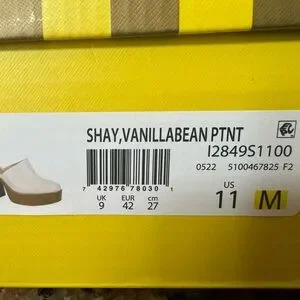 SHAY,VANILLABEAN PTNT
I2849S1100
0522 5100467825 F2
7 42976 78030 1
UK EUR cm
9 42 27
US
11 M